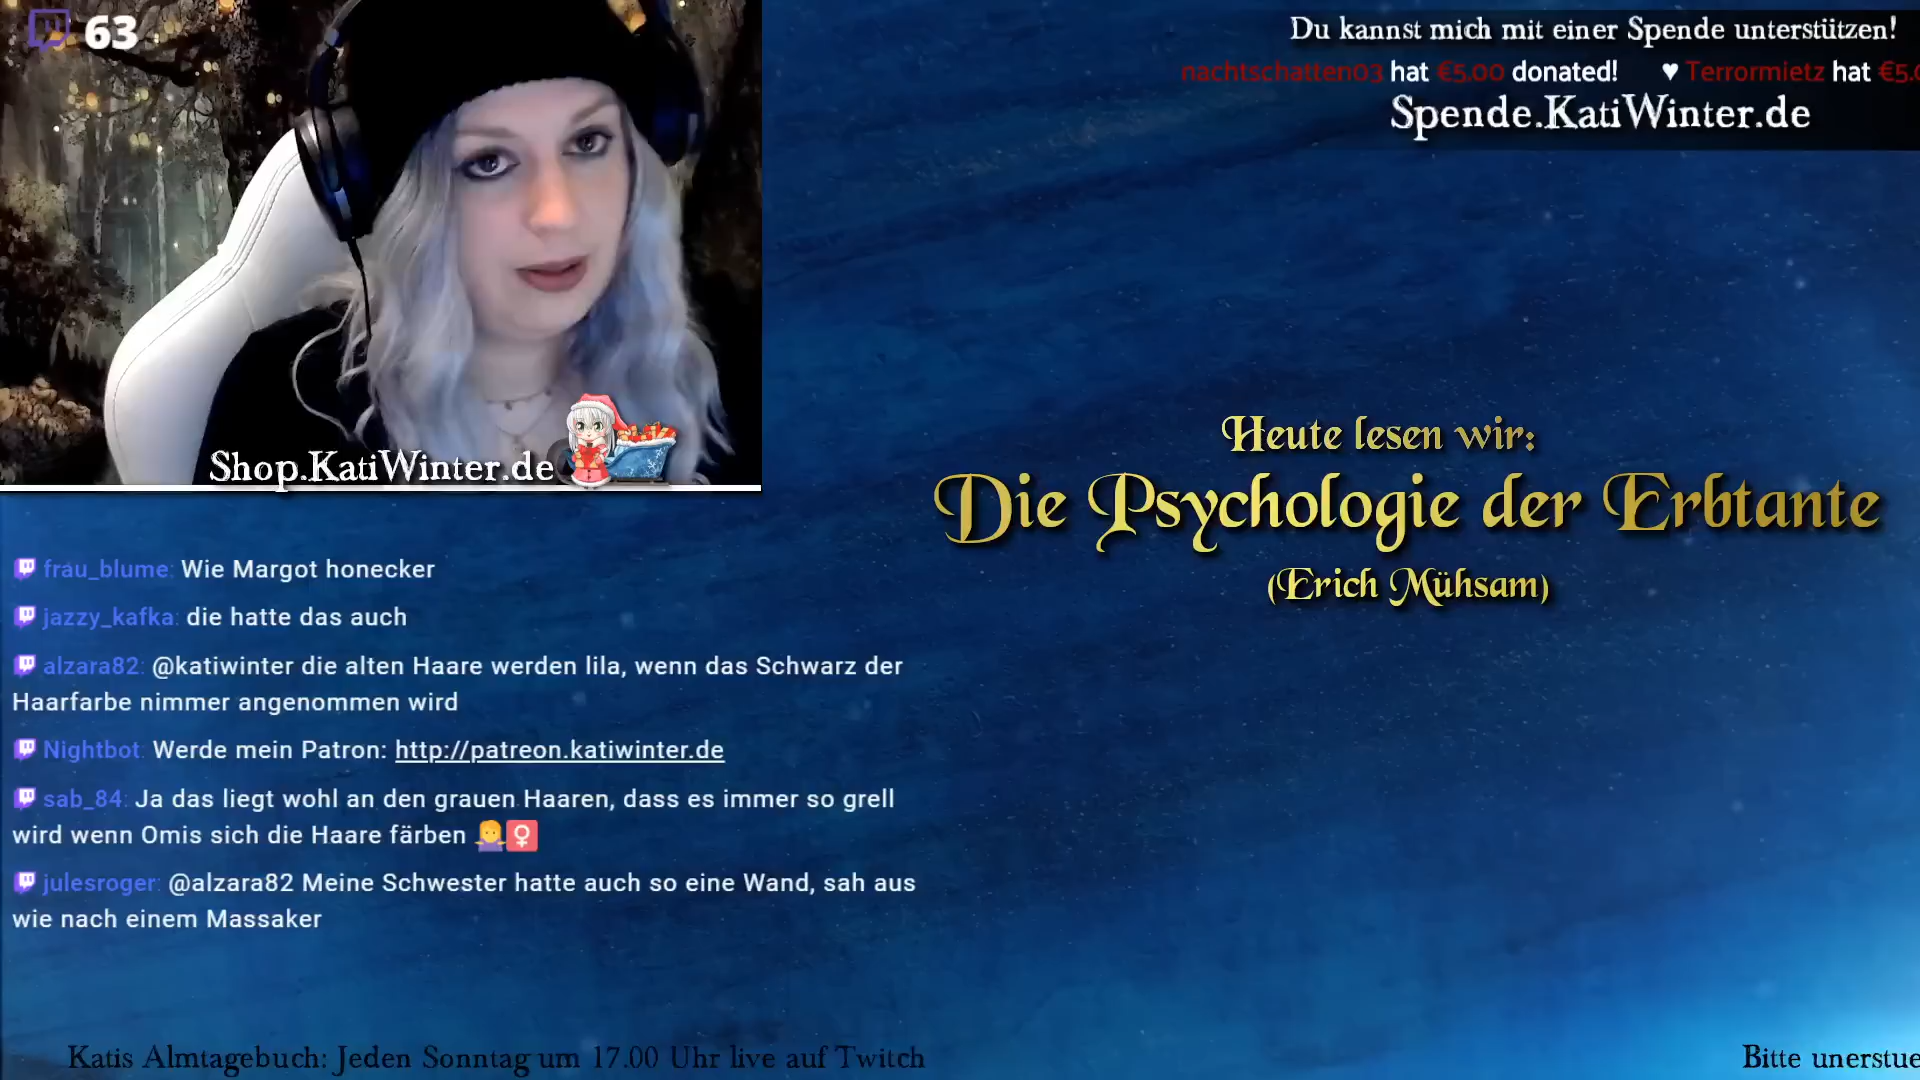 63
Du kannst mich mit einer Spende unterstützen!
nachtschatten03 hat €5.00 donated! ♥ Terrormietz hat €5.0
Spende.KatiWinter.de
Shop.KatiWinter.de
Heute lesen wir:
Die Psychologie der Erbtante
(Erich Mühsam)
frau_blume: Wie Margot honecker
jazzy_kafka: die hatte das auch
alzara82: @katiwinter die alten Haare werden lila, wenn das Schwarz der
Haarfarbe nimmer angenommen wird
Nightbot: Werde mein Patron: http://patreon.katiwinter.de
sab_84: Ja das liegt wohl an den grauen Haaren, dass es immer so grell
wird wenn Omis sich die Haare färben 🤷‍♀️
julesroger: @alzara82 Meine Schwester hatte auch so eine Wand, sah aus
wie nach einem Massaker
Katis Almtagebuch: Jeden Sonntag um 17.00 Uhr live auf Twitch
Bitte unerstue